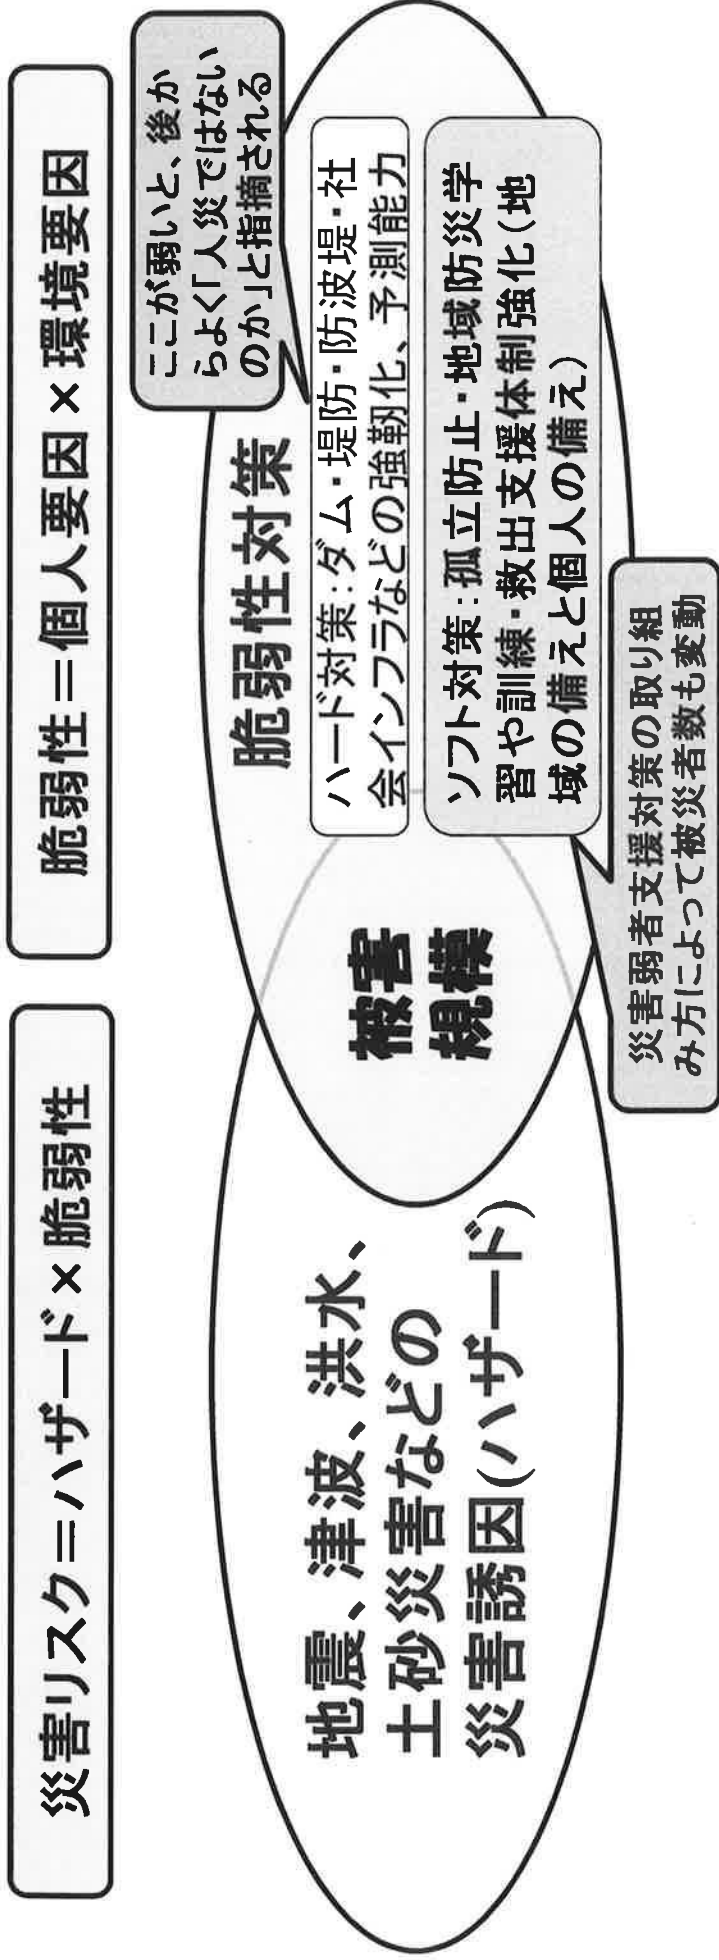 災害リスク＝ハザード×脆弱性
脆弱性＝個人要因×環境要因
地震、津波、洪水、
土砂災害などの
災害誘因(ハザード)
被害
規模
脆弱性対策
ここが弱いと、後か
らよく「人災ではない
のか」と指摘される
ハード対策:ダム・堤防・防波堤・社
会インフラなどの強靭化、予測能力
ソフト対策:孤立防止・地域防災学
習や訓練・救出支援体制強化(地
域の備えと個人の備え)
災害弱者支援対策の取り組
み方によって被災者数も変動